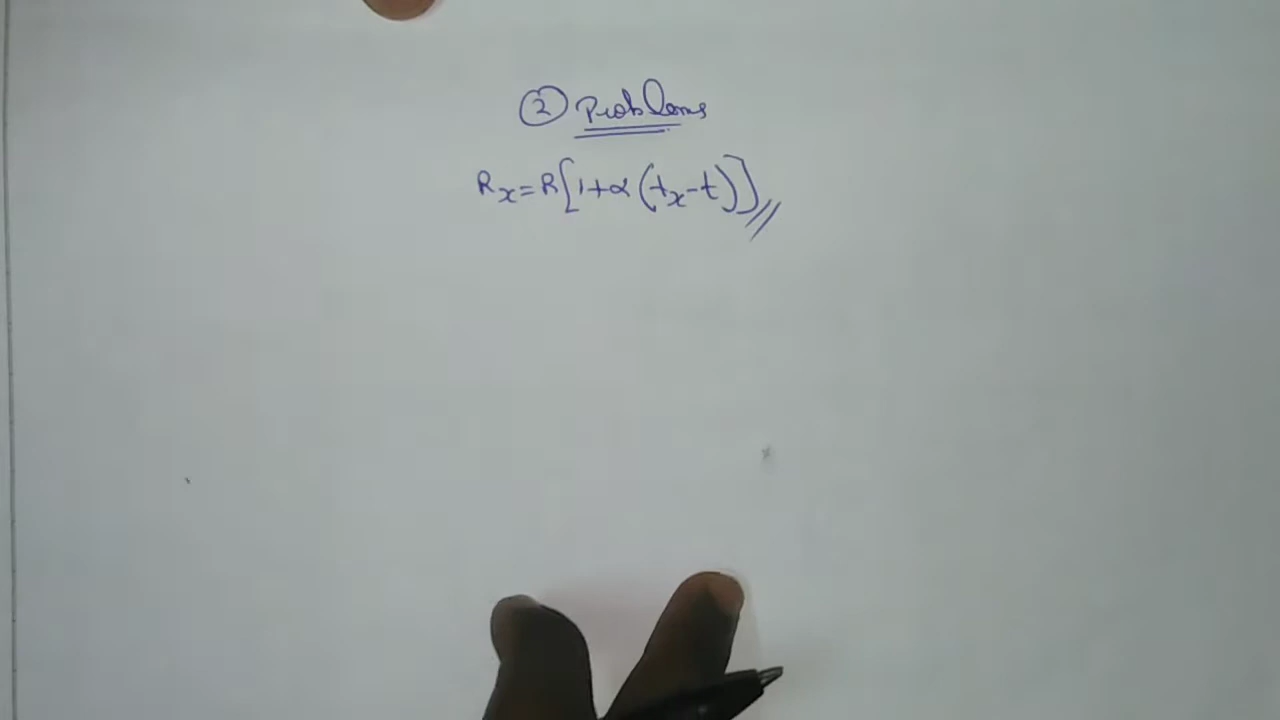 ② Problems
Rx=R[1+α(tx-t)]//